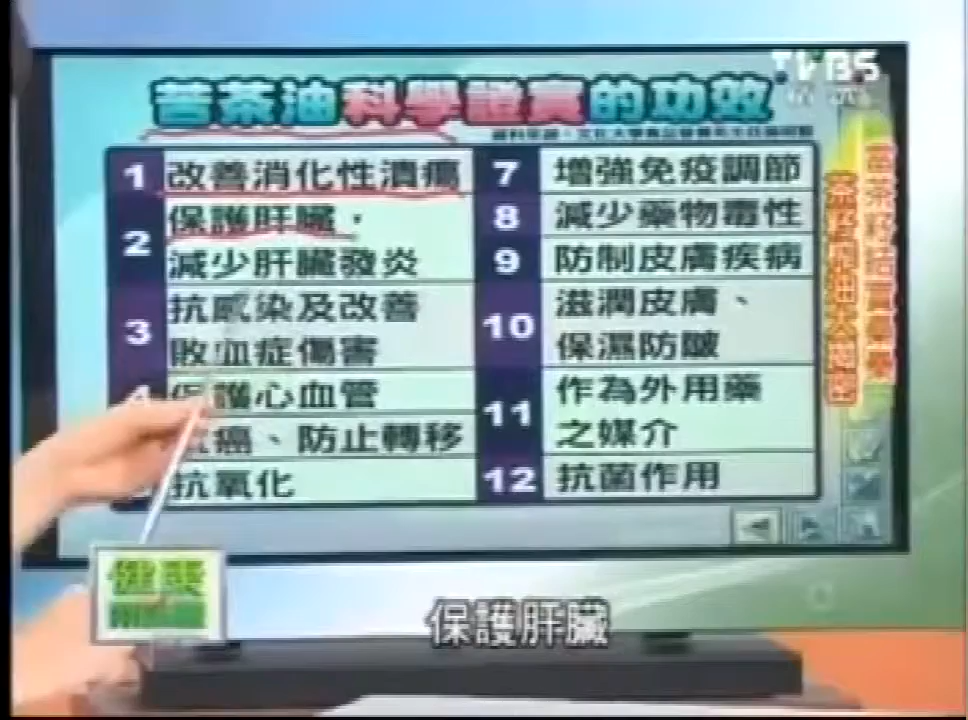 TVBS
苦茶油科學證實的功效
1 改善消化性潰瘍
2 保護肝臟、
減少肝臟發炎
3 抗感染及改善
敗血症傷害
4 保護心血管
癌、防止轉移
抗氧化
7 增強免疫調節
8 減少藥物毒性
9 防制皮膚疾病
10 滋潤皮膚、
保濕防皺
11 作為外用藥
之媒介
12 抗菌作用
健康
保護肝臟